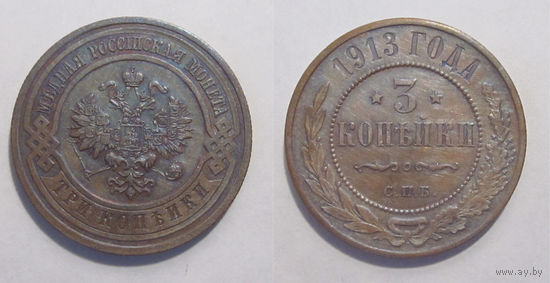 МѢДНАЯ РОССІЙСКАЯ МОНЕТА
ТРИ КОПѢЙКИ
1913 ГОДА
3
КОПѢЙКИ
С.П.Б.
www.ay.by